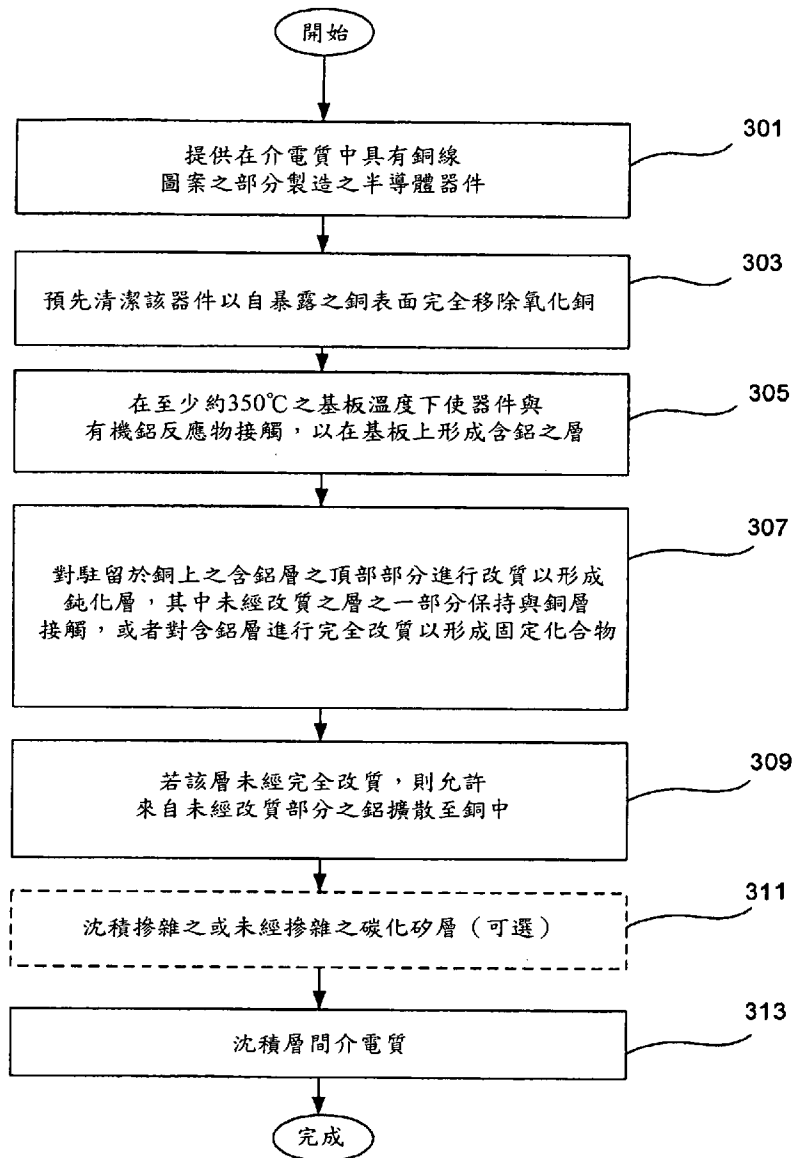 開始
301
提供在介電質中具有銅線
圖案之部分製造之半導體器件
303
預先清潔該器件以自暴露之銅表面完全移除氧化銅
305
在至少約350℃之基板溫度下使器件與
有機鋁反應物接觸，以在基板上形成含鋁之層
307
對駐留於銅上之含鋁層之頂部部分進行改質以形成
鈍化層，其中未經改質之層之一部分保持與銅層
接觸，或者對含鋁層進行完全改質以形成固定化合物
309
若該層未經完全改質，則允許
來自未經改質部分之鋁擴散至銅中
311
沈積摻雜之或未經摻雜之碳化矽層（可選）
313
沈積層間介電質
完成